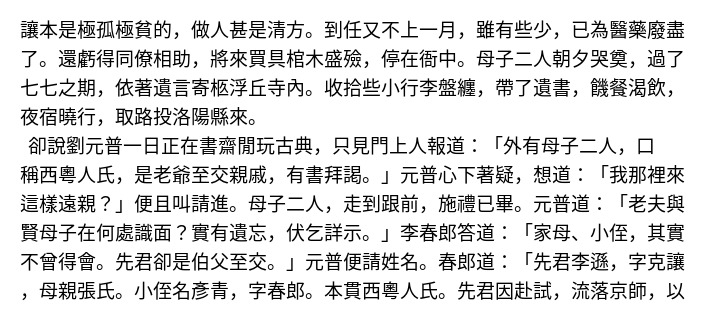 讓本是極孤極貧的，做人甚是清方。到任又不上一月，雖有些少，已為醫藥廢盡
了。還虧得同僚相助，將來買具棺木盛殮，停在衙中。母子二人朝夕哭奠，過了
七七之期，依著遺言寄柩浮丘寺內。收拾些小行李盤纏，帶了遺書，饑餐渴飲，
夜宿曉行，取路投洛陽縣來。
卻說劉元普一日正在書齋閒玩古典，只見門上人報道：「外有母子二人，口
稱西粵人氏，是老爺至交親戚，有書拜謁。」元普心下著疑，想道：「我那裡來
這樣遠親？」便且叫請進。母子二人，走到跟前，施禮已畢。元普道：「老夫與
賢母子在何處識面？實有遺忘，伏乞詳示。」李春郎答道：「家母、小侄，其實
不曾得會。先君卻是伯父至交。」元普便請姓名。春郎道：「先君李遜，字克讓
，母親張氏。小侄名彥青，字春郎。本貫西粵人氏。先君因赴試，流落京師，以